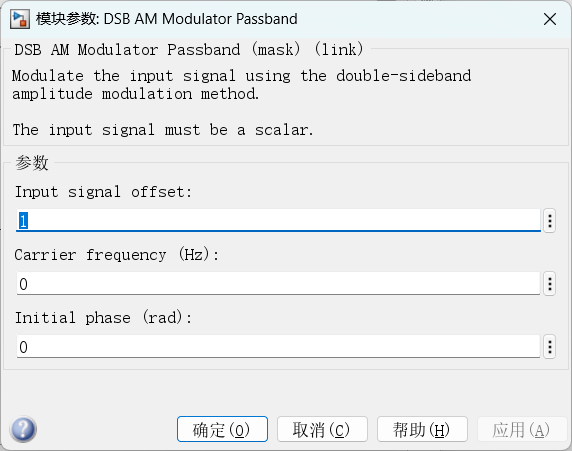 模块参数: DSB AM Modulator Passband
DSB AM Modulator Passband (mask) (link)
Modulate the input signal using the double-sideband
amplitude modulation method.
The input signal must be a scalar.
参数
Input signal offset:
1
Carrier frequency (Hz):
0
Initial phase (rad):
0
确定(O)
取消(C)
帮助(H)
应用(A)